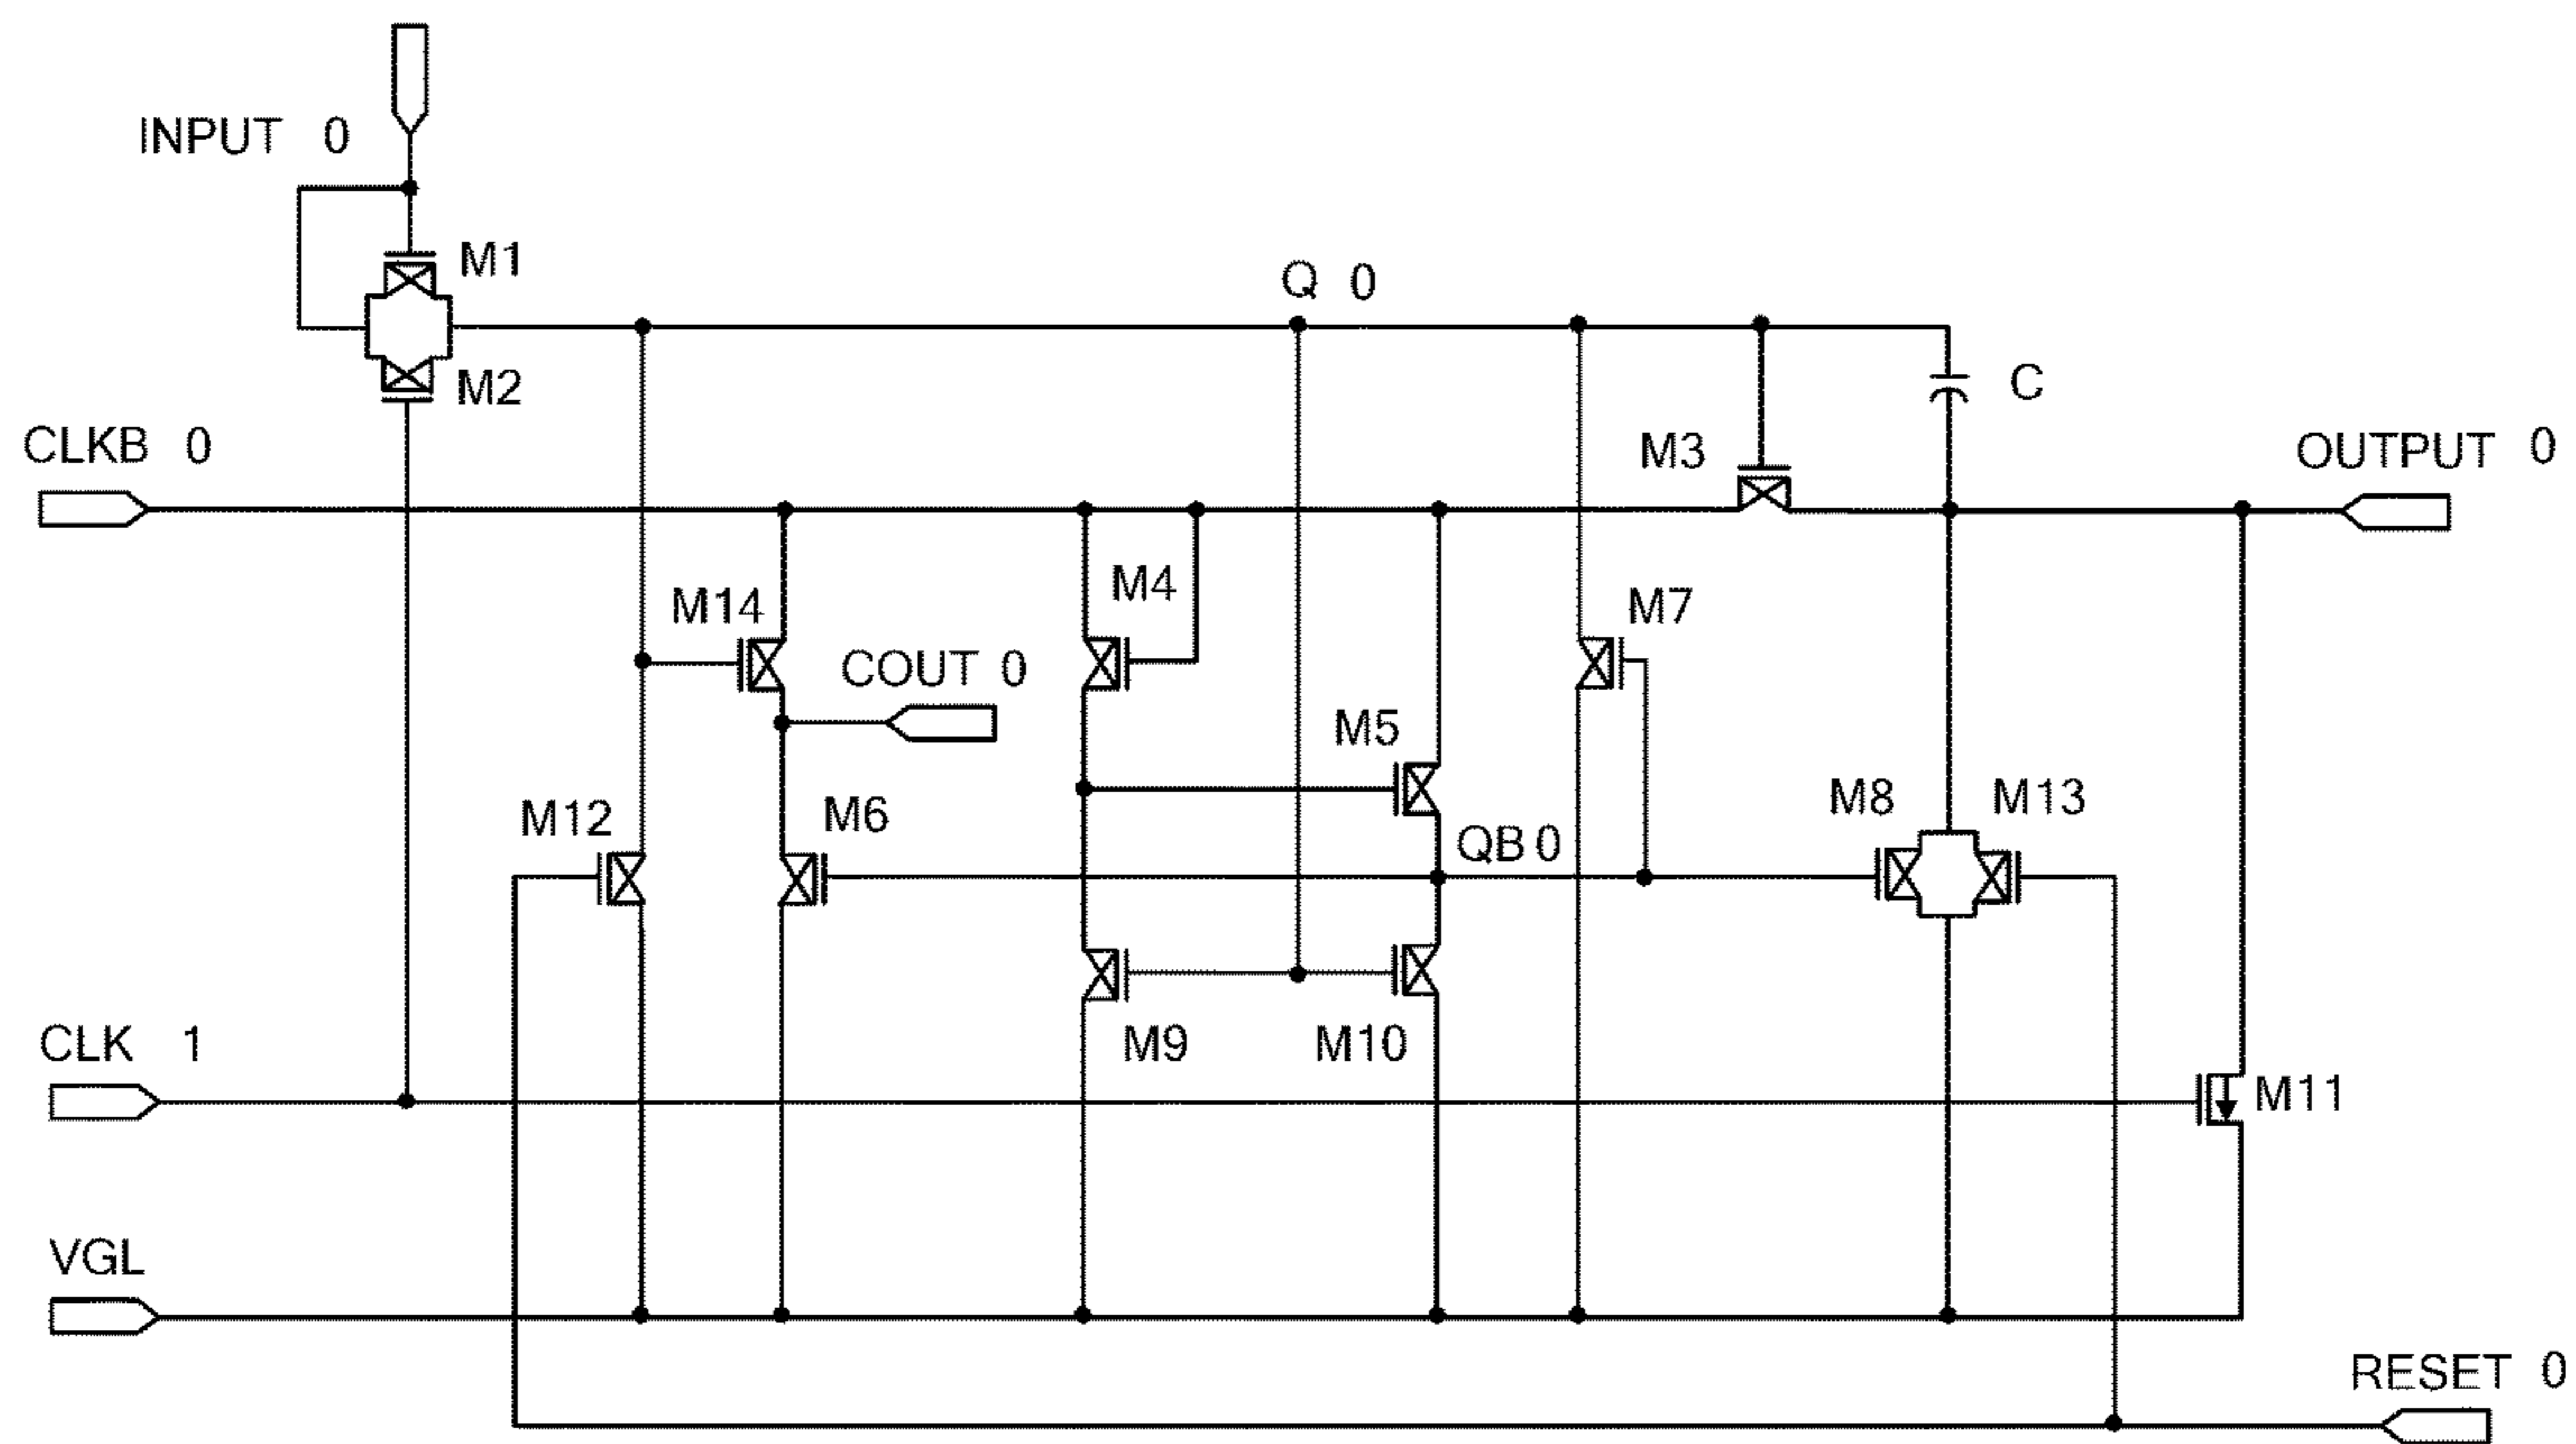 INPUT 0
M1
Q 0
M2
C
CLKB 0
M3
OUTPUT 0
M14
M4
M7
COUT 0
M5
M12
M6
QB 0
M8
M13
CLK 1
M9
M10
M11
VGL
RESET 0